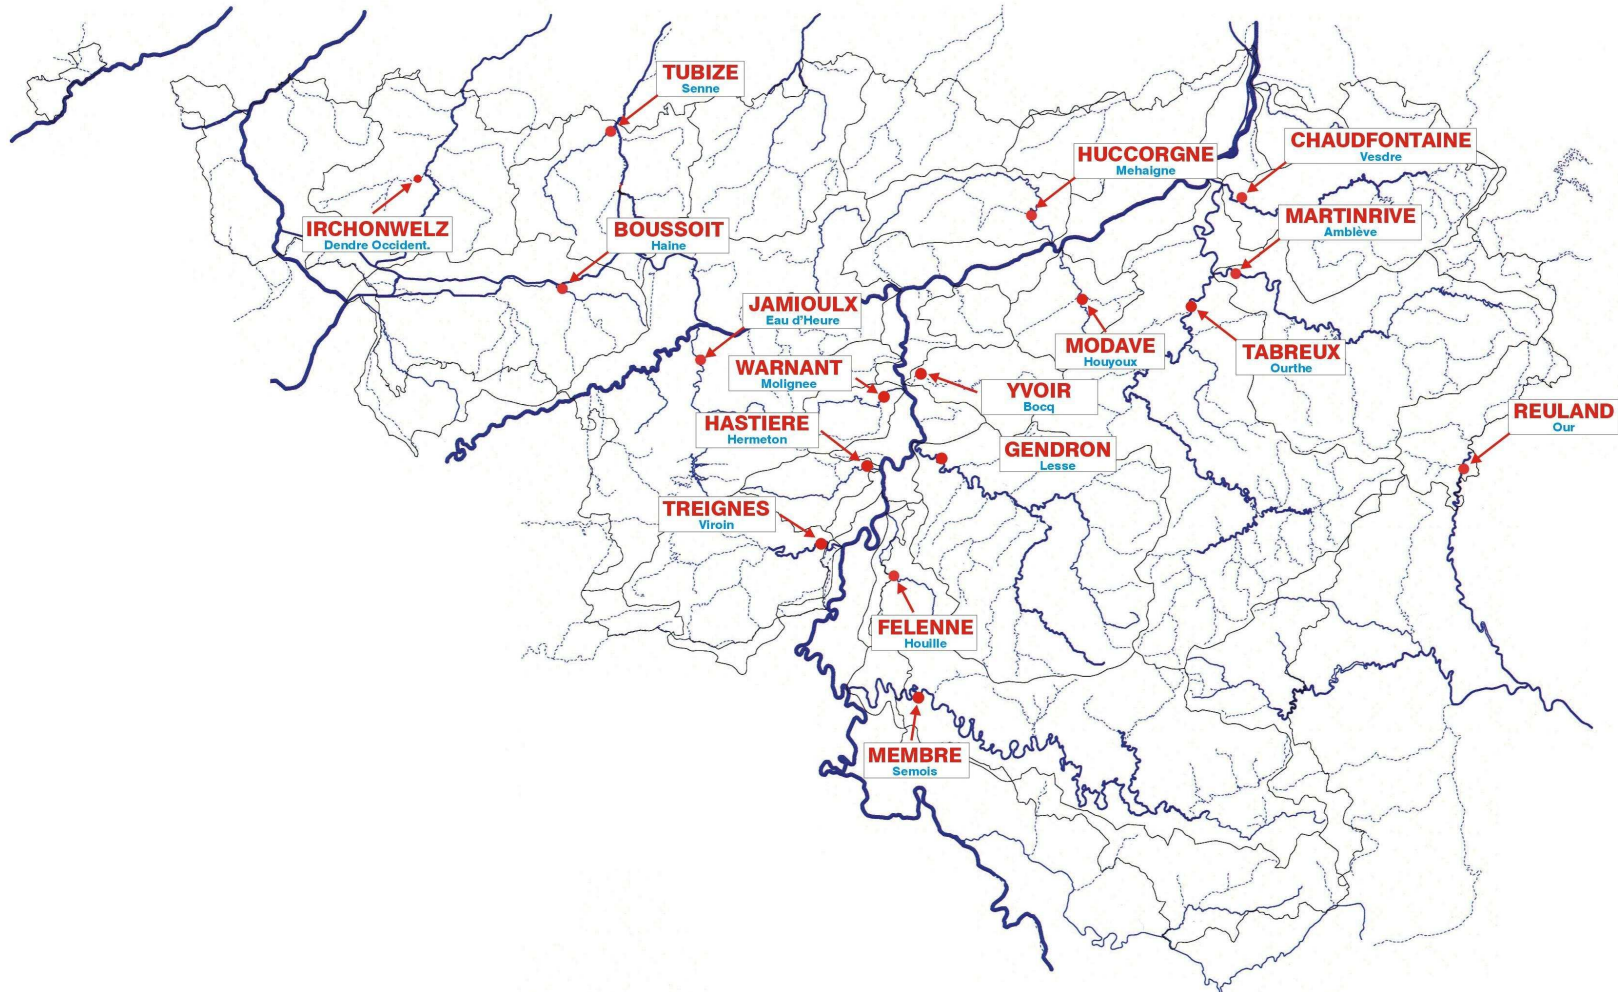 TUBIZE
Senne
CHAUDFONTAINE
Vesdre
HUCCORGNE
Mehaigne
MARTINRIVE
Amblève
IRCHONWELZ
Dendre Occident.
BOUSSOIT
Haine
JAMIOULX
Eau d'Heure
MODAVE
Houyoux
TABREUX
Ourthe
WARNANT
Molignee
YVOIR
Bocq
REULAND
Our
HASTIERE
Hermeton
GENDRON
Lesse
TREIGNES
Viroin
FELENNE
Houille
MEMBRE
Semois